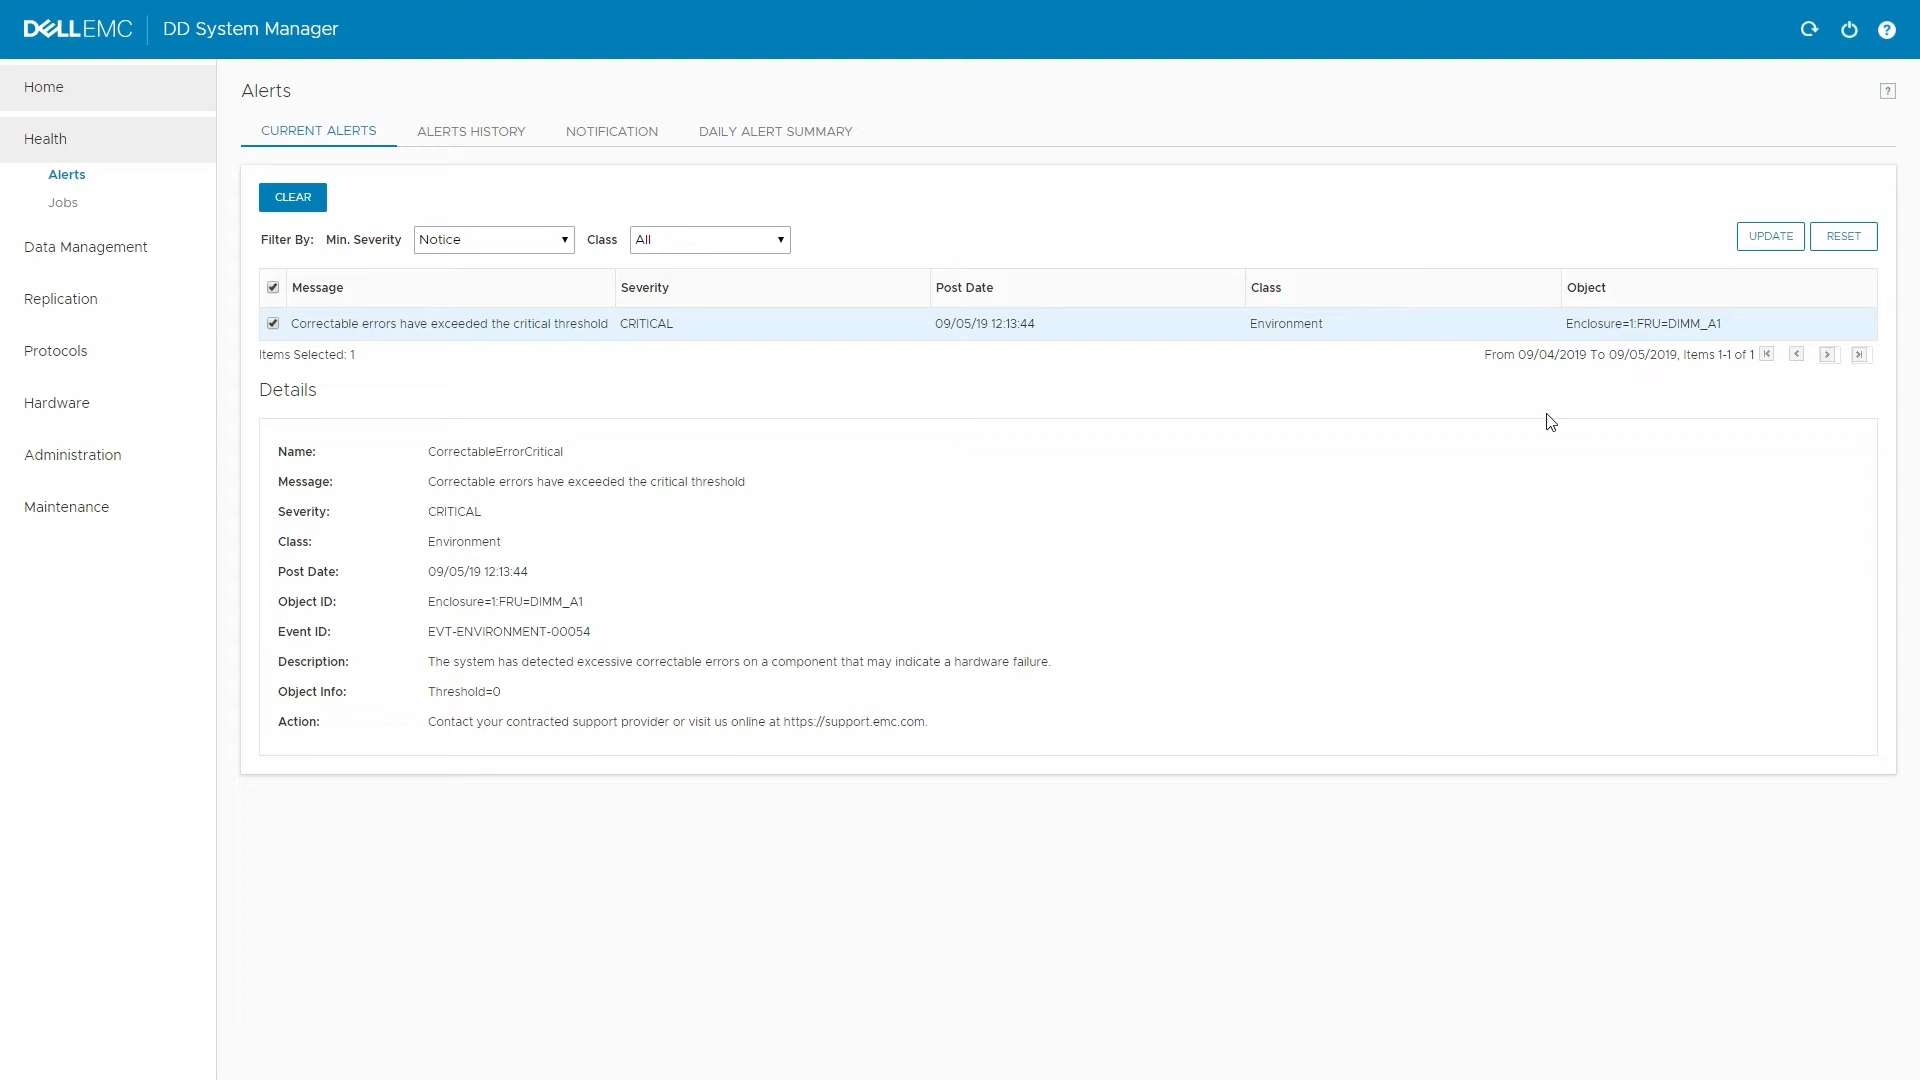 DELLEMC DD System Manager
Home
Health
Alerts
Jobs
Data Management
Replication
Protocols
Hardware
Administration
Maintenance
Alerts
CURRENT ALERTS ALERTS HISTORY NOTIFICATION DAILY ALERT SUMMARY
CLEAR
Filter By: Min. Severity Notice Class All UPDATE RESET
Message Severity Post Date Class Object
Correctable errors have exceeded the critical threshold CRITICAL 09/05/19 12:13:44 Environment Enclosure=1:FRU=DIMM_A1
Items Selected: 1 From 09/04/2019 To 09/05/2019, Items 1-1 of 1
Details
Name: CorrectableErrorCritical
Message: Correctable errors have exceeded the critical threshold
Severity: CRITICAL
Class: Environment
Post Date: 09/05/19 12:13:44
Object ID: Enclosure=1:FRU=DIMM_A1
Event ID: EVT-ENVIRONMENT-00054
Description: The system has detected excessive correctable errors on a component that may indicate a hardware failure.
Object Info: Threshold=0
Action: Contact your contracted support provider or visit us online at https://support.emc.com.